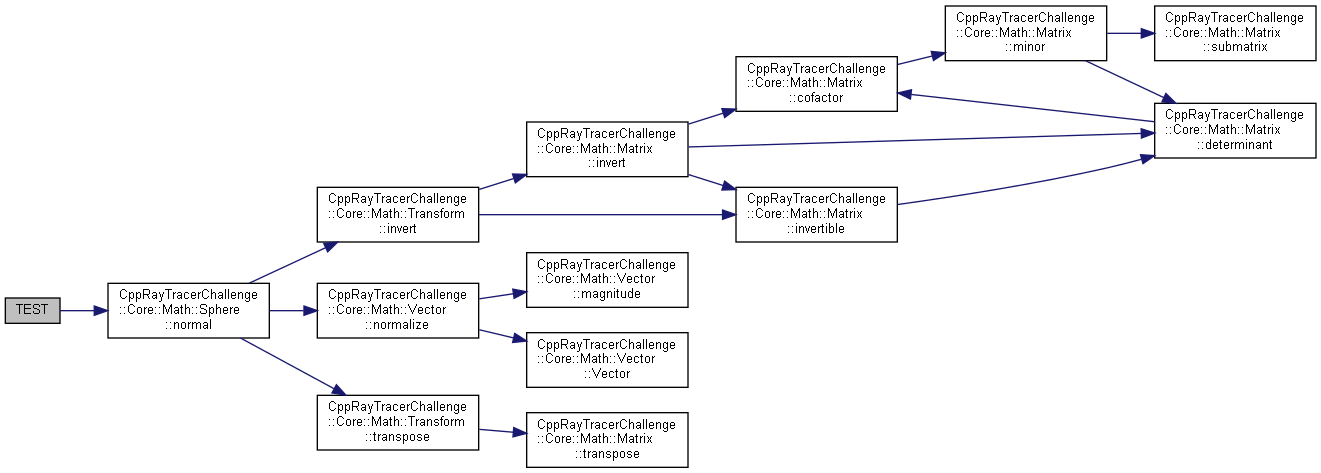 TEST
CppRayTracerChallenge
::Core::Math::Sphere
::normal
CppRayTracerChallenge
::Core::Math::Transform
::invert
CppRayTracerChallenge
::Core::Math::Matrix
::invert
CppRayTracerChallenge
::Core::Math::Matrix
::cofactor
CppRayTracerChallenge
::Core::Math::Matrix
::minor
CppRayTracerChallenge
::Core::Math::Matrix
::submatrix
CppRayTracerChallenge
::Core::Math::Matrix
::determinant
CppRayTracerChallenge
::Core::Math::Matrix
::invertible
CppRayTracerChallenge
::Core::Math::Vector
::normalize
CppRayTracerChallenge
::Core::Math::Vector
::magnitude
CppRayTracerChallenge
::Core::Math::Vector
::Vector
CppRayTracerChallenge
::Core::Math::Transform
::transpose
CppRayTracerChallenge
::Core::Math::Matrix
::transpose